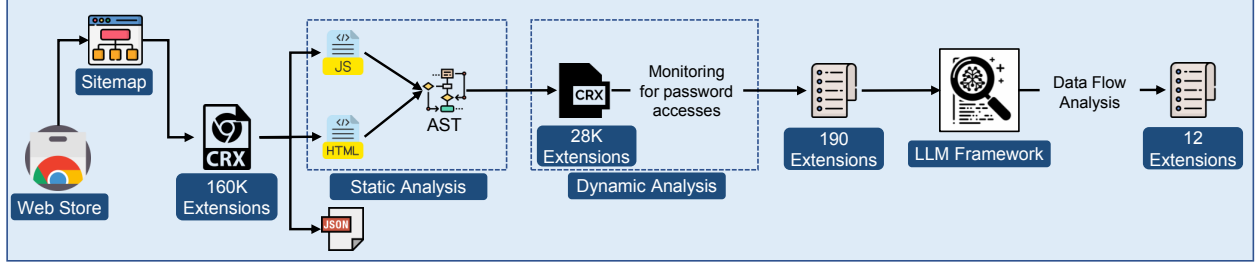 Web Store
Sitemap
CRX
160K
Extensions
</>
JS
</>
HTML
JSON
AST
Static Analysis
CRX
28K
Extensions
Monitoring
for password
accesses
Dynamic Analysis
190
Extensions
LLM Framework
Data Flow
Analysis
12
Extensions